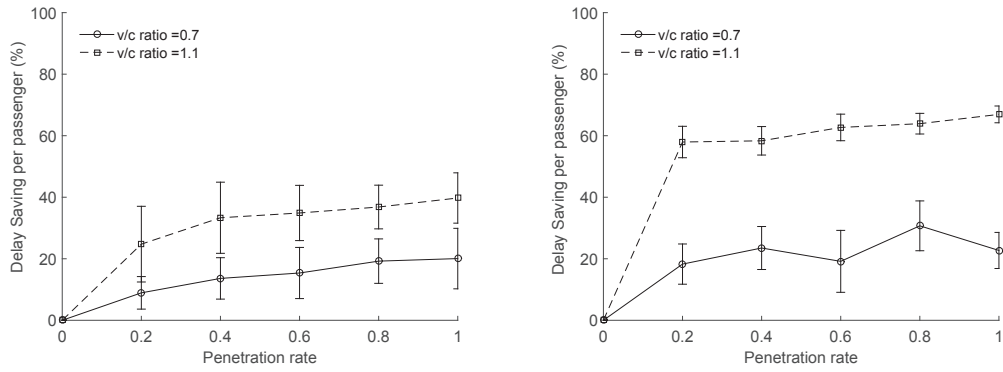 100
80
60
40
20
0
Delay Saving per passenger (%)
v/c ratio =0.7
v/c ratio =1.1
0 0.2 0.4 0.6 0.8 1
Penetration rate
100
80
60
40
20
0
Delay Saving per passenger (%)
v/c ratio =0.7
v/c ratio =1.1
0 0.2 0.4 0.6 0.8 1
Penetration rate